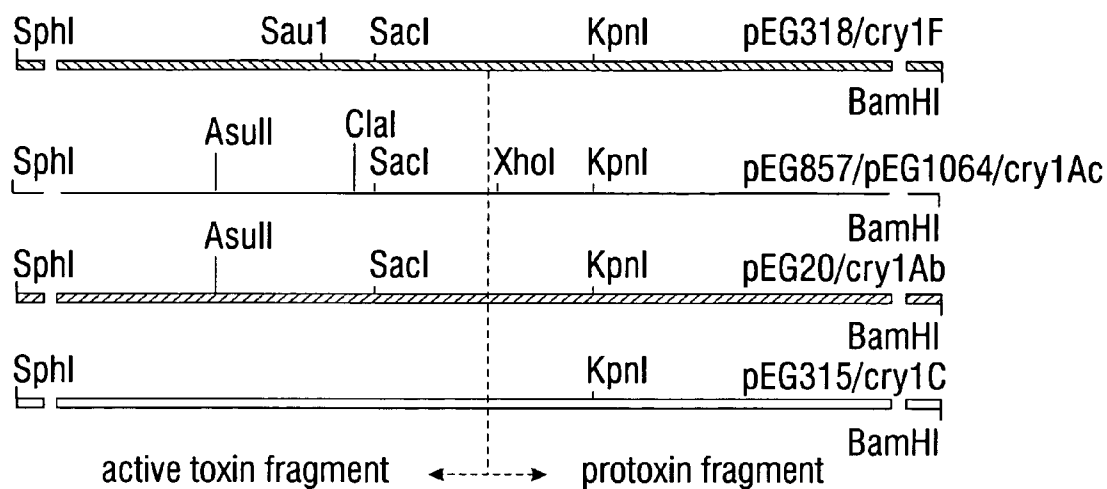 SphI Sau1 SacI KpnI pEG318/cry1F
BamHI
AsuII ClaI
SphI SacI XhoI KpnI pEG857/pEG1064/cry1Ac
BamHI
AsuII
SphI SacI KpnI pEG20/cry1Ab
BamHI
SphI KpnI pEG315/cry1C
BamHI
active toxin fragment protoxin fragment